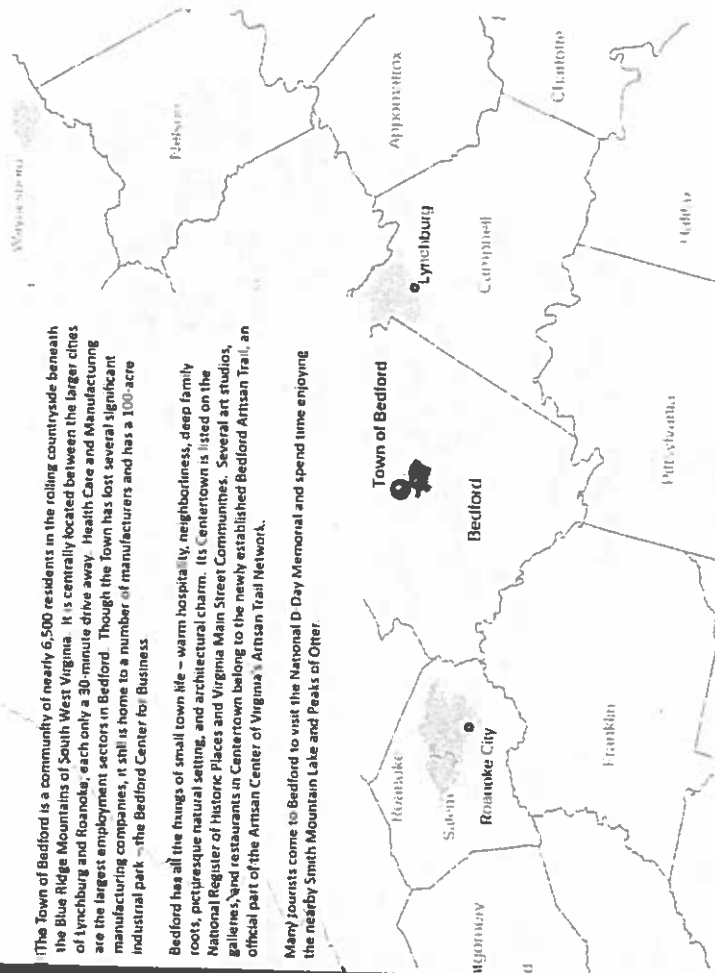 The Town of Bedford is a community of nearly 6,500 residents in the rolling countryside beneath
the Blue Ridge Mountains of South West Virginia. It is centrally located between the larger cities
of Lynchburg and Roanoke, each only a 30-minute drive away. Health Care and Manufacturing
are the largest employment sectors in Bedford. Though the Town has lost several significant
manufacturing companies, it still is home to a number of manufacturers and has a 100-acre
industrial park – the Bedford Center for Business
Bedford has all the fixings of small town life – warm hospitality, neighborliness, deep family
roots, picturesque natural setting, and architectural charm. Its Centertown is listed on the
National Register of Historic Places and Virginia Main Street Communities. Several art studios,
galleries, and restaurants in Centertown belong to the newly established Bedford Artisan Trail, an
official part of the Artisan Center of Virginia's Artisan Trail Network.
Many tourists come to Bedford to visit the National D-Day Memorial and spend time enjoying
the nearby Smith Mountain Lake and Peaks of Otter.
Waynesboro
Nelson
Appomattox
Charlotte
Lynchburg
Campbell
Halifax
Town of Bedford
Bedford
Pittsylvania
Roanoke
Salem
Roanoke City
Franklin